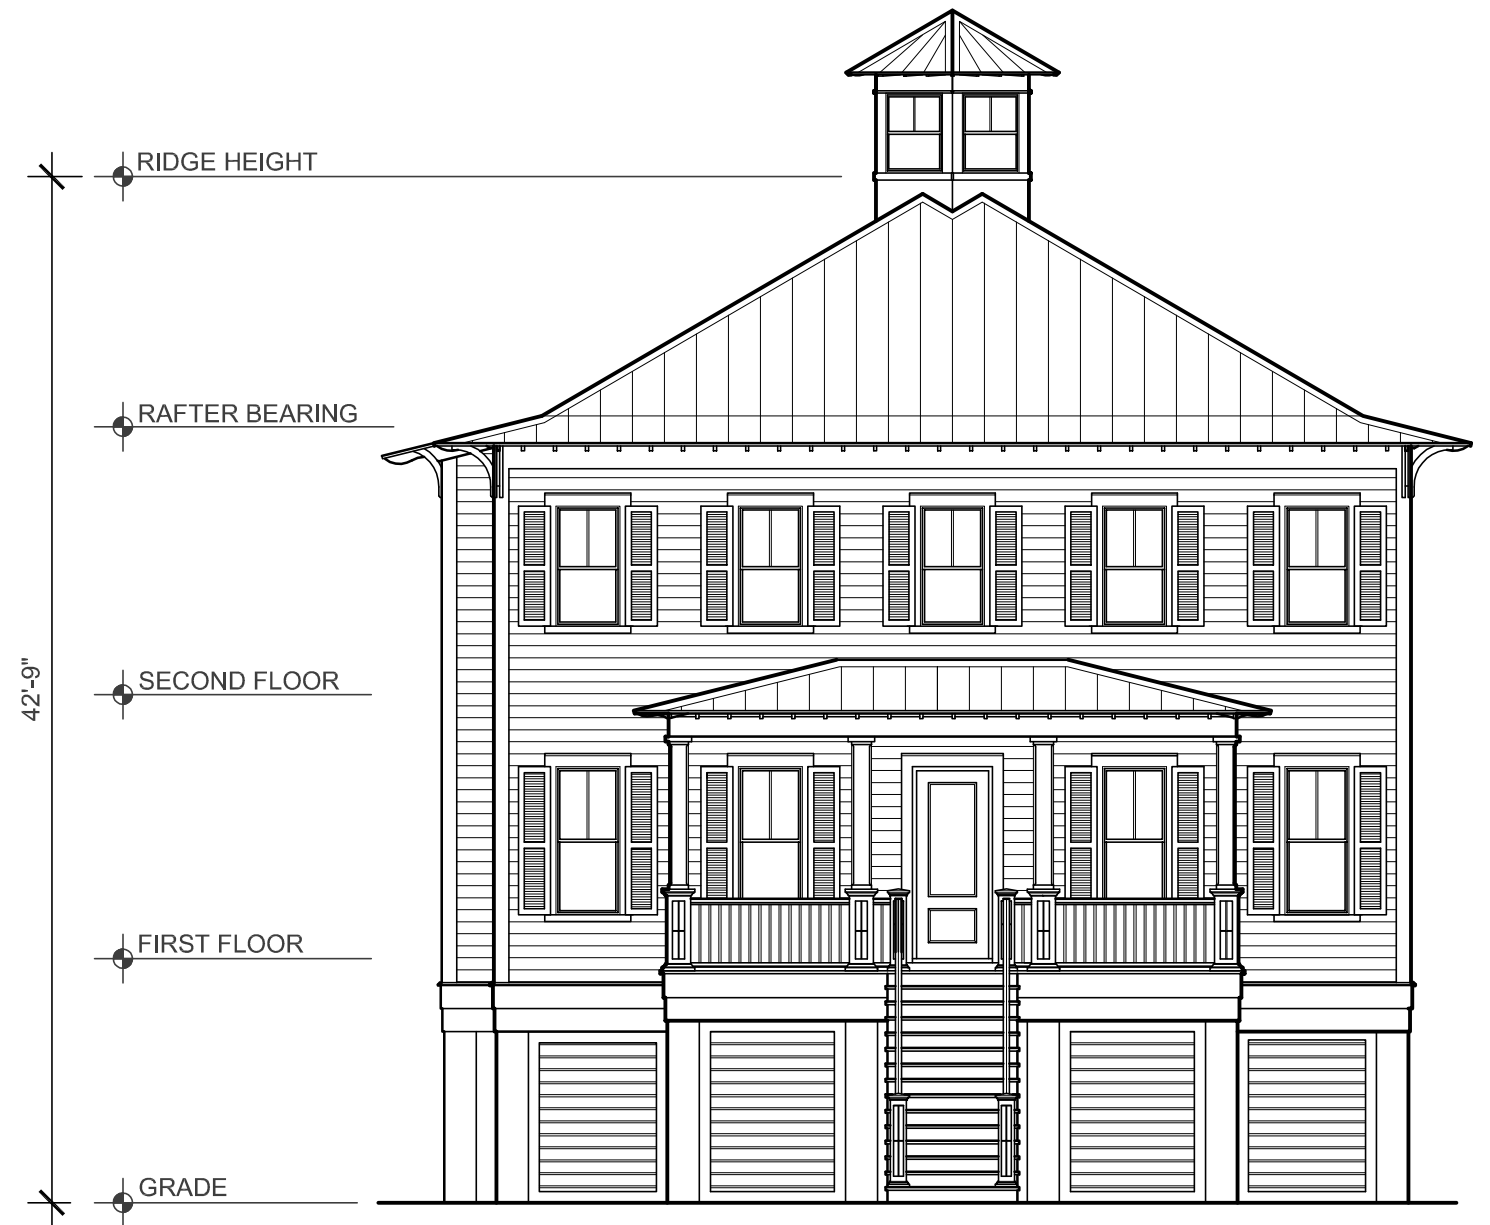 RIDGE HEIGHT
RAFTER BEARING
SECOND FLOOR
42'-9"
FIRST FLOOR
GRADE